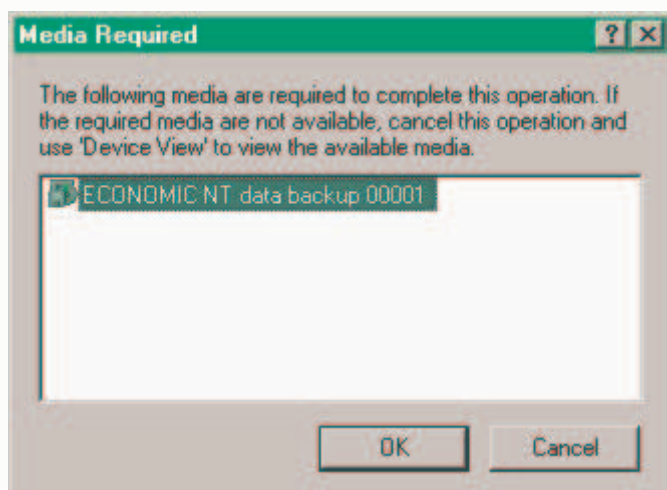 Media Required
The following media are required to complete this operation. If
the required media are not available, cancel this operation and
use 'Device View' to view the available media.
ECONOMIC NT data backup 00001
OK
Cancel